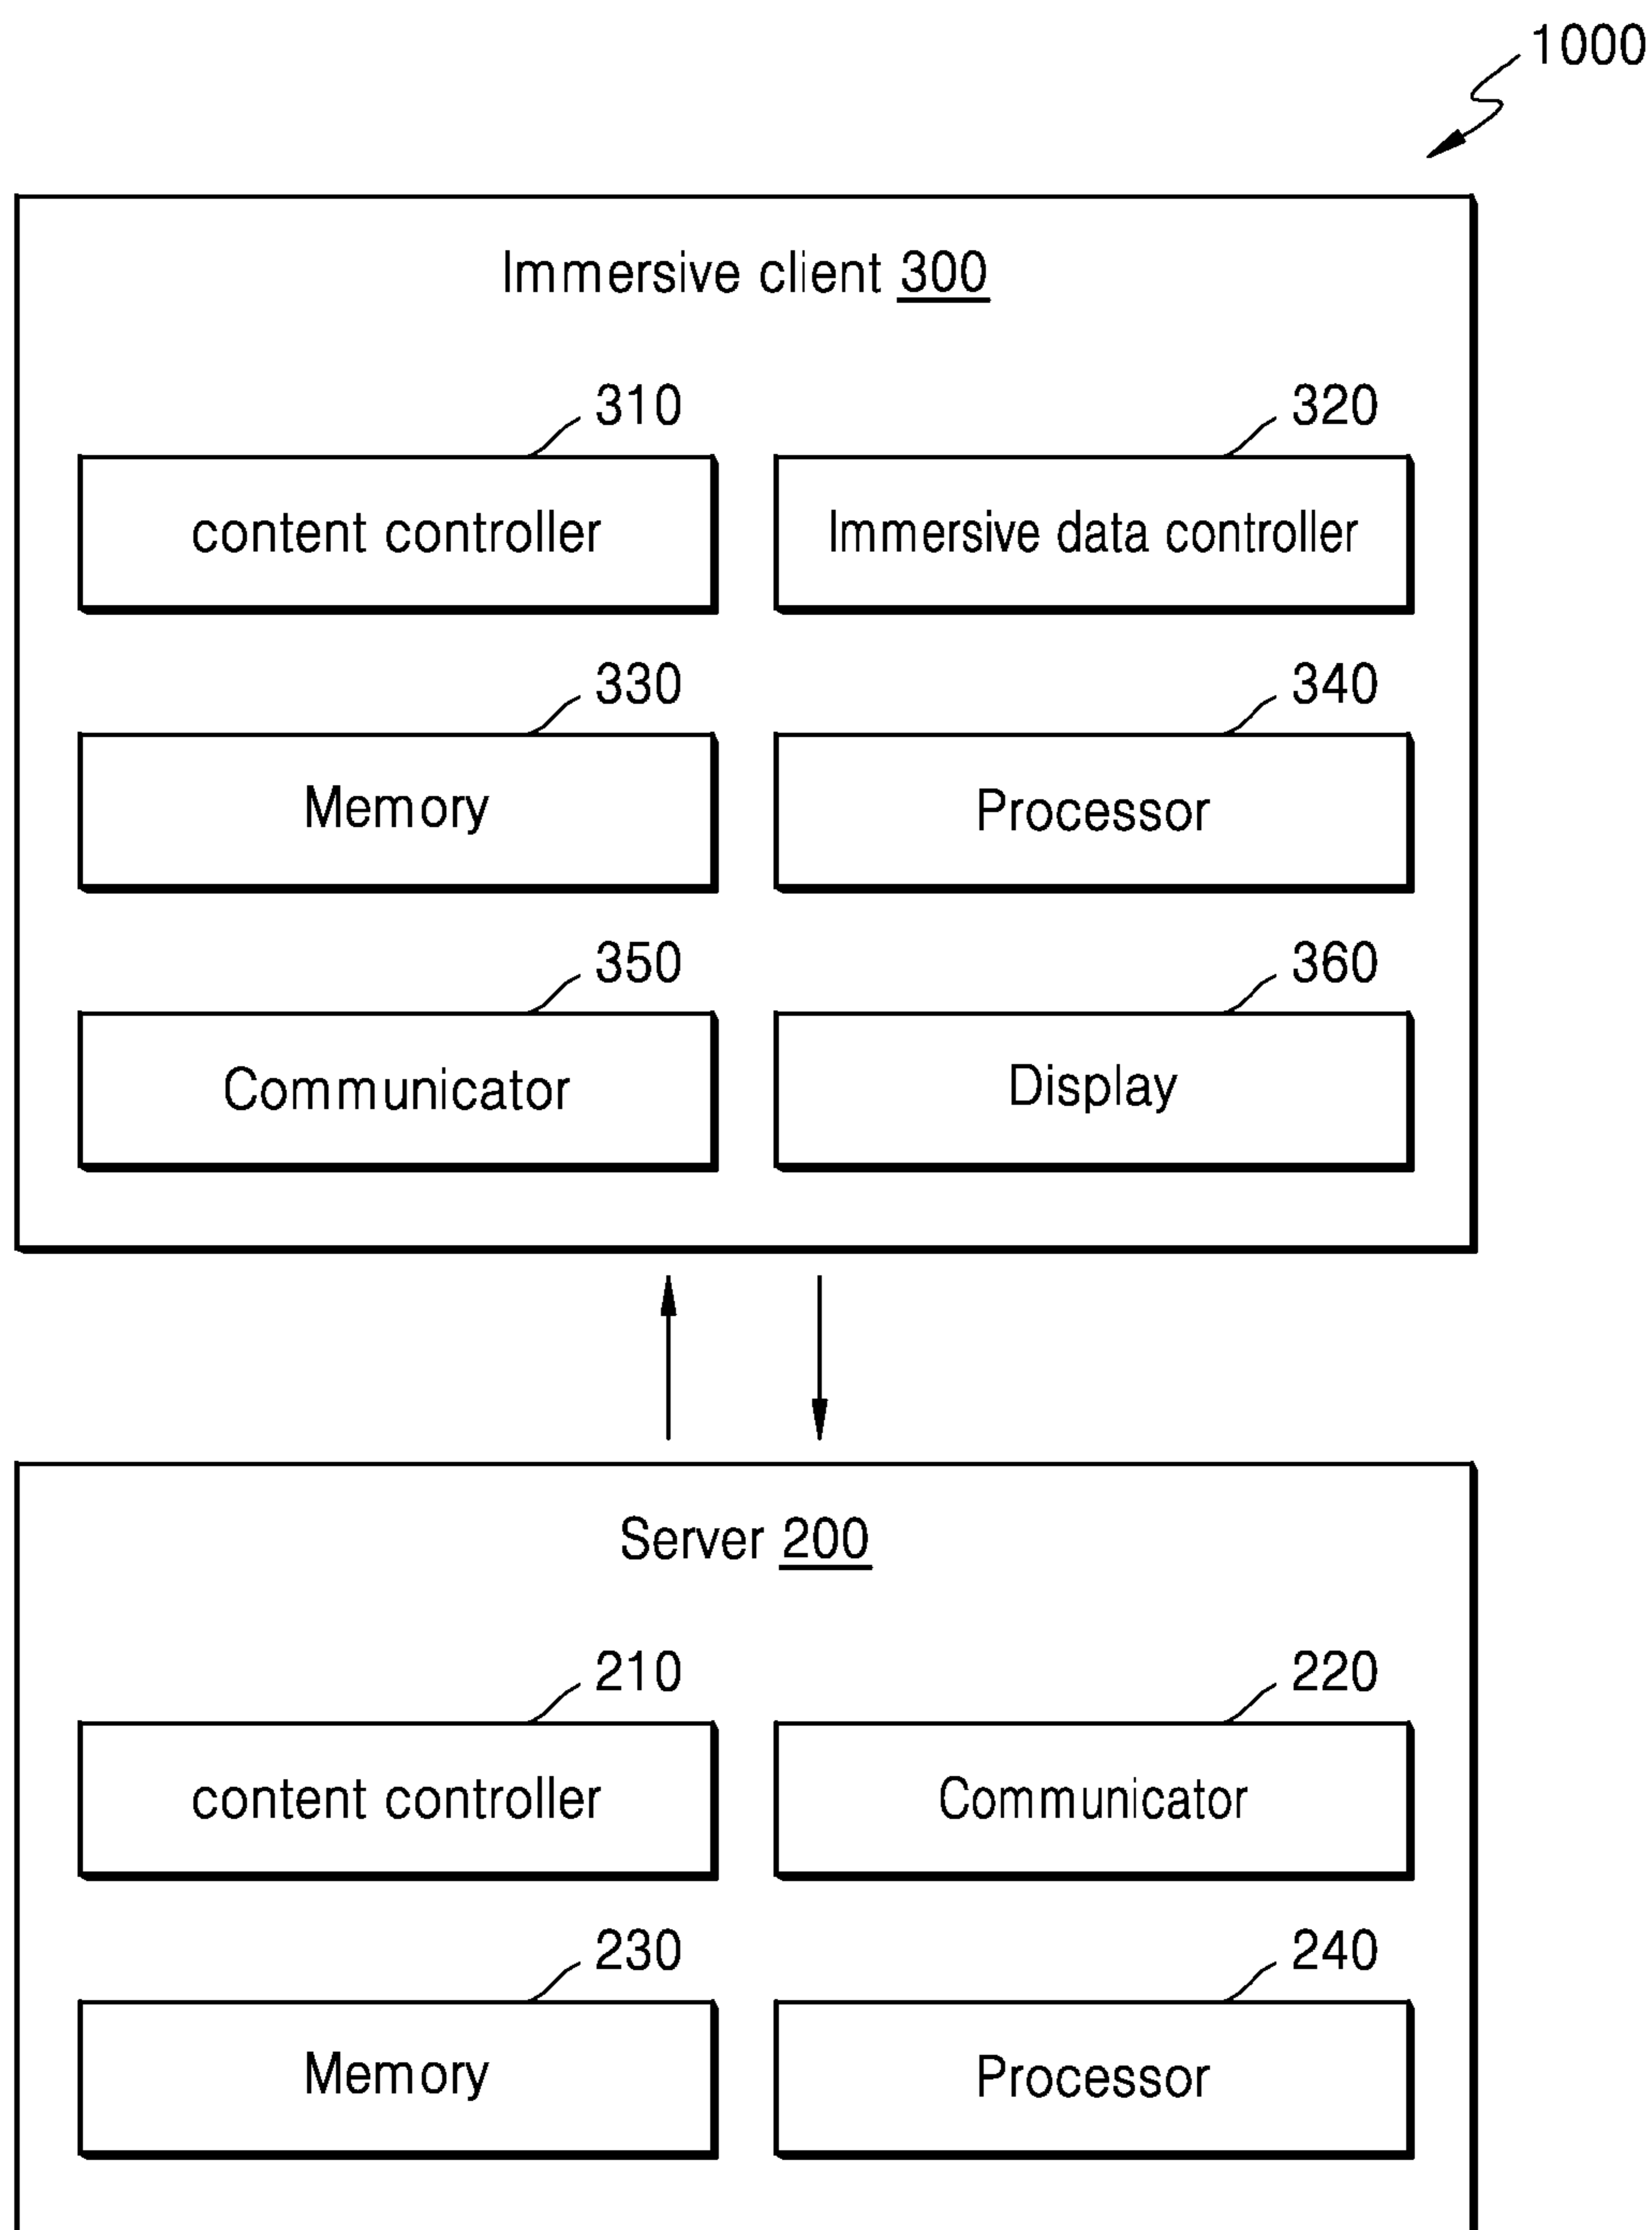 1000
Immersive client 300
310
320
content controller
Immersive data controller
330
340
Memory
Processor
350
360
Communicator
Display
Server 200
210
220
content controller
Communicator
230
240
Memory
Processor